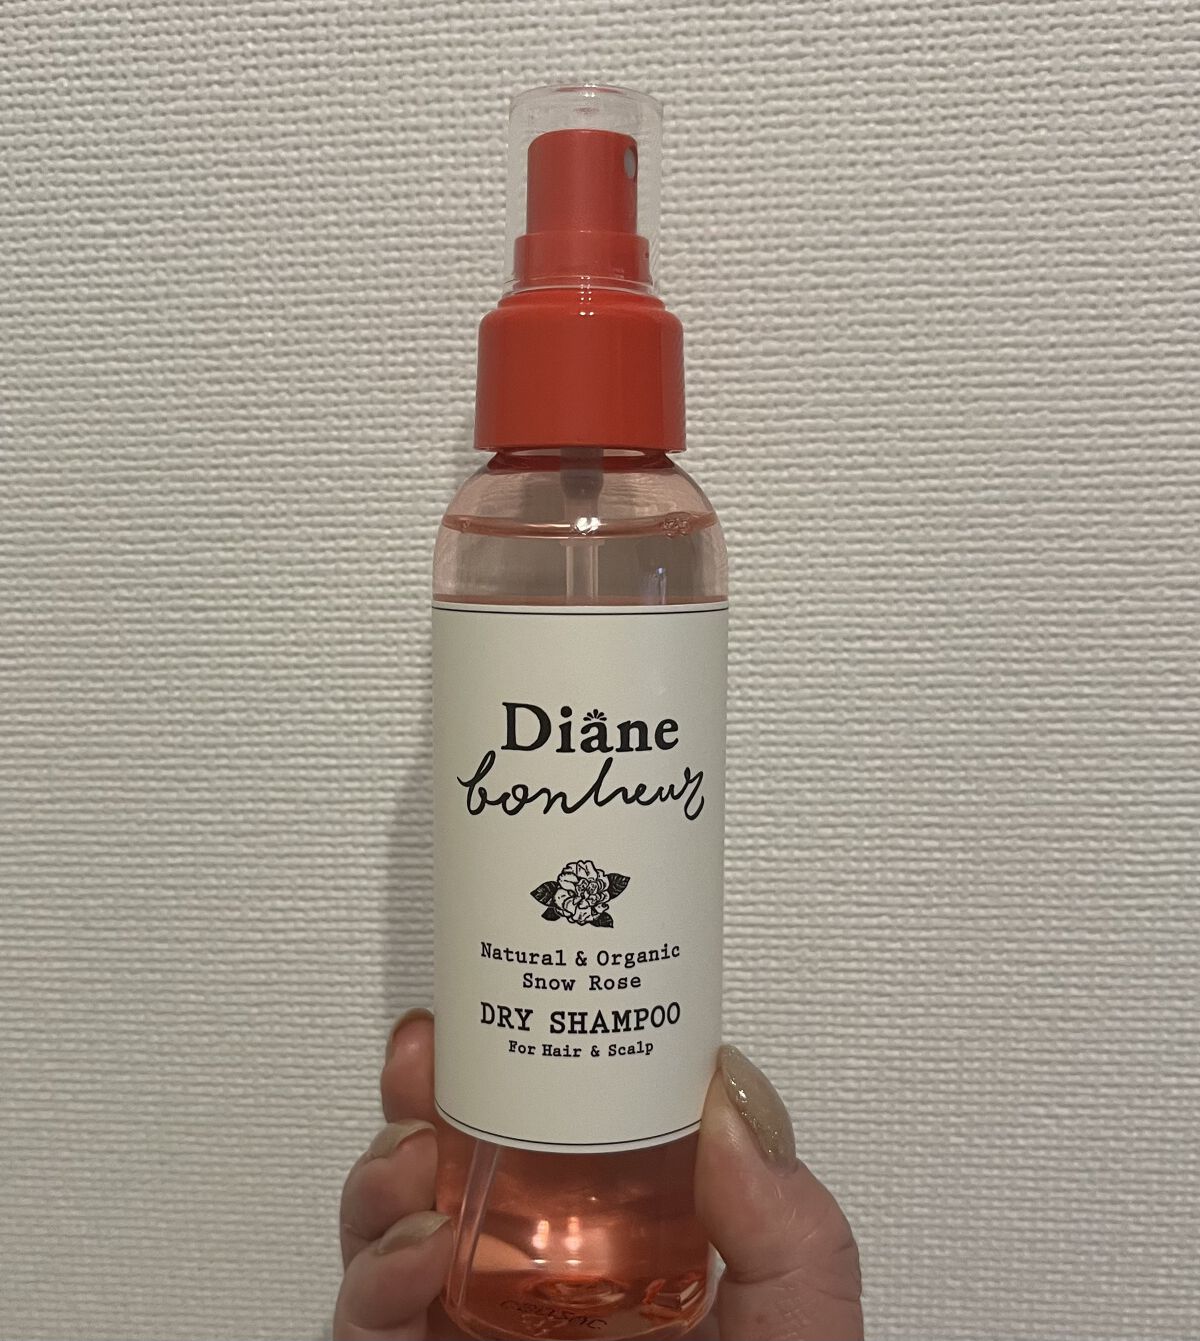 Diane
bonheur
Natural & Organic
Snow Rose
DRY SHAMPOO
For Hair & Scalp